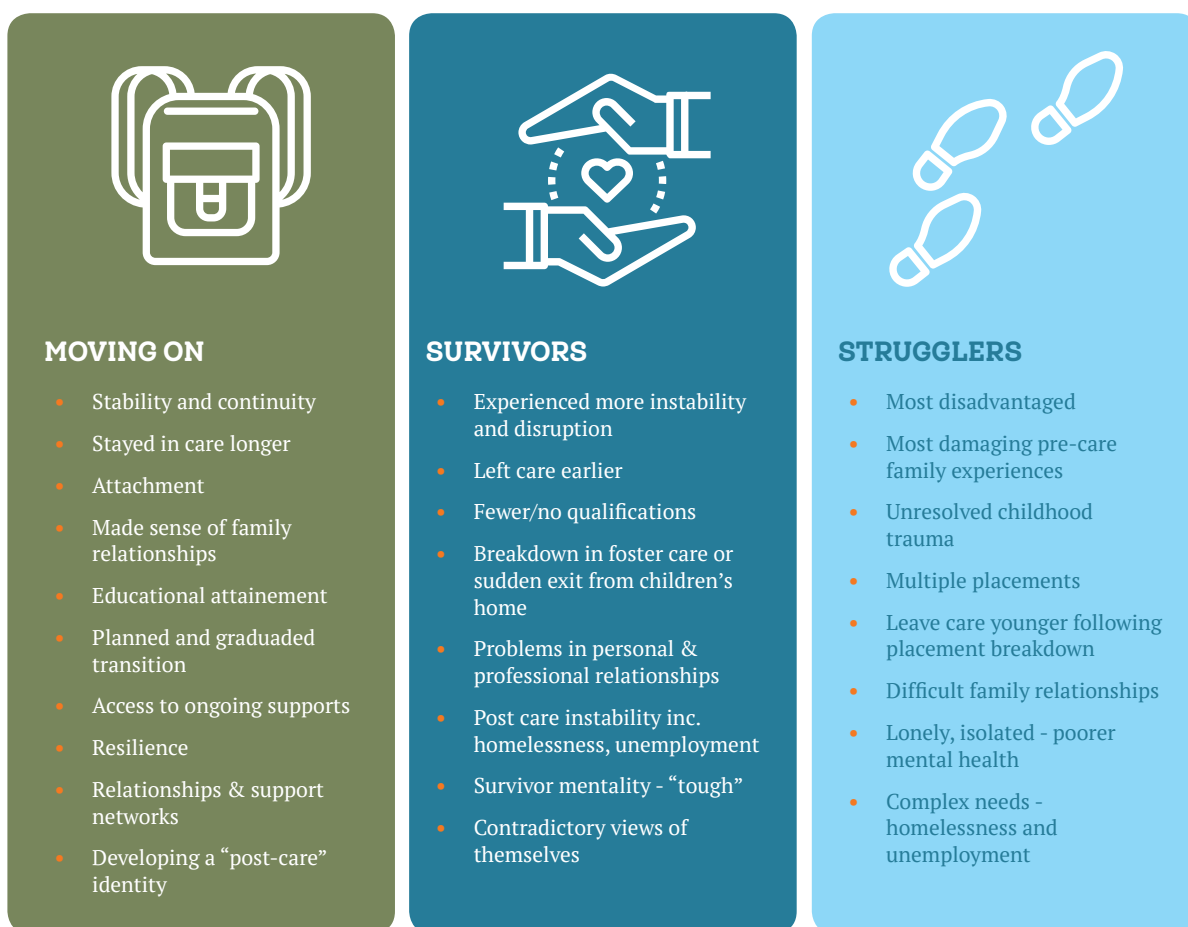 MOVING ON
• Stability and continuity
• Stayed in care longer
• Attachment
• Made sense of family
relationships
• Educational attainement
• Planned and graduaded
transition
• Access to ongoing supports
• Resilience
• Relationships & support
networks
• Developing a “post-care”
identity
SURVIVORS
• Experienced more instability
and disruption
• Left care earlier
• Fewer/no qualifications
• Breakdown in foster care or
sudden exit from children’s
home
• Problems in personal &
professional relationships
• Post care instability inc.
homelessness, unemployment
• Survivor mentality - “tough”
• Contradictory views of
themselves
STRUGGLERS
• Most disadvantaged
• Most damaging pre-care
family experiences
• Unresolved childhood
trauma
• Multiple placements
• Leave care younger following
placement breakdown
• Difficult family relationships
• Lonely, isolated - poorer
mental health
• Complex needs -
homelessness and
unemployment